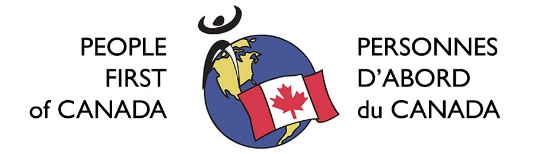 PEOPLE
FIRST
of CANADA
PERSONNES
D'ABORD
du CANADA